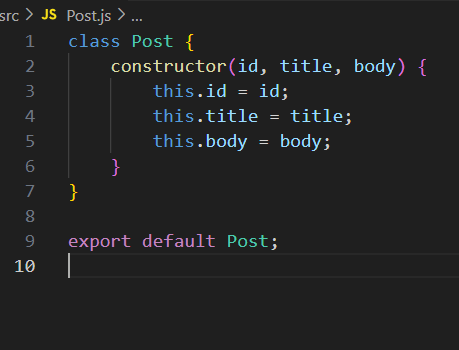 src > JS Post.js > ...
1 class Post {
2     constructor(id, title, body) {
3         this.id = id;
4         this.title = title;
5         this.body = body;
6     }
7 }
8
9 export default Post;
10